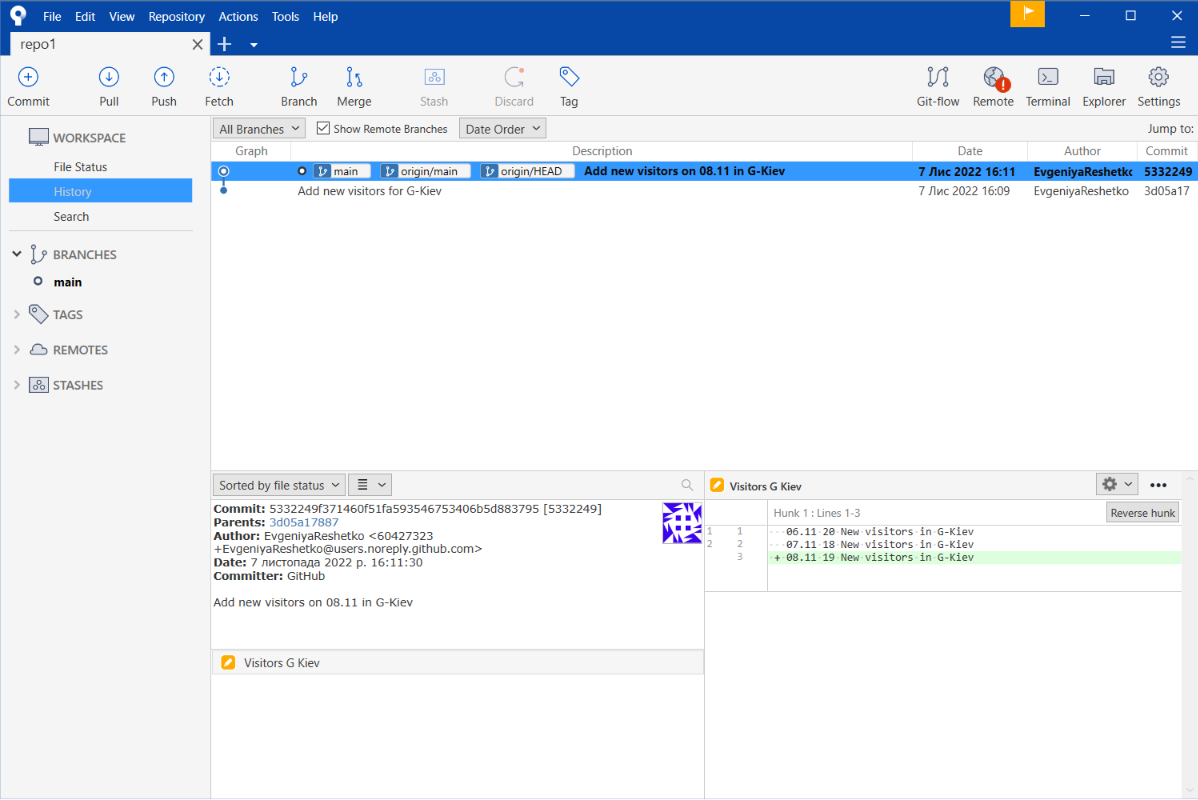 File Edit View Repository Actions Tools Help
repo1
Commit Pull Push Fetch Branch Merge Stash Discard Tag Git-flow Remote Terminal Explorer Settings
WORKSPACE
File Status
History
Search
BRANCHES
main
TAGS
REMOTES
STASHES
All Branches Show Remote Branches Date Order Jump to:
Graph Description Date Author Commit
main origin/main origin/HEAD Add new visitors on 08.11 in G-Kiev 7 Лис 2022 16:11 EvgeniyaReshetkc 5332249
Add new visitors for G-Kiev 7 Лис 2022 16:09 EvgeniyaReshetko 3d05a17
Sorted by file status
Commit: 5332249f371460f51fa593546753406b5d883795 [5332249]
Parents: 3d05a17887
Author: EvgeniyaReshetko <60427323
+EvgeniyaReshetko@users.noreply.github.com>
Date: 7 листопада 2022 р. 16:11:30
Committer: GitHub
Add new visitors on 08.11 in G-Kiev
Visitors G Kiev
Visitors G Kiev
Hunk 1 : Lines 1-3 Reverse hunk
1 1 06.11 20 New visitors in G-Kiev
2 2 07.11 18 New visitors in G-Kiev
3 + 08.11 19 New visitors in G-Kiev